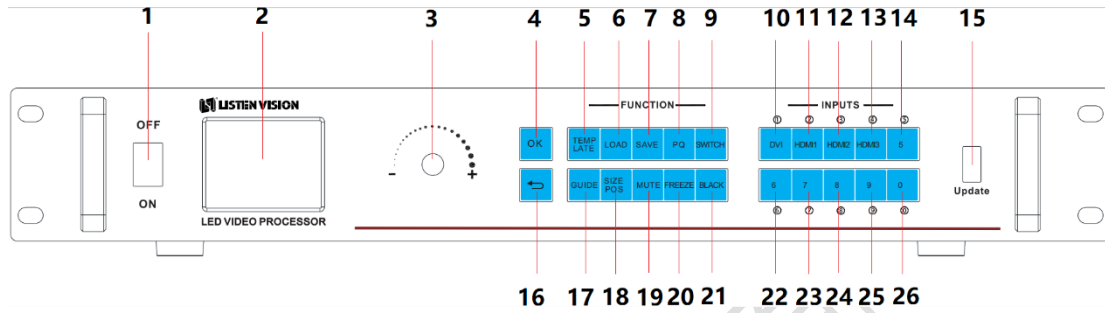 1 2 3 4 5 6 7 8 9 10 11 12 13 14 15
LISTEN VISION
FUNCTION
INPUTS
① ② ③ ④ ⑤
OFF
OK
TEMP LATE
LOAD
SAVE
PQ
SWITCH
DVI
HDMI1
HDMI2
HDMI3
5
- +
GUIDE
SIZE POS
MUTE
FREEZE
BLACK
6
7
8
9
0
Update
ON
LED VIDEO PROCESSOR
⑥ ⑦ ⑧ ⑨ ⓪
16 17 18 19 20 21 22 23 24 25 26